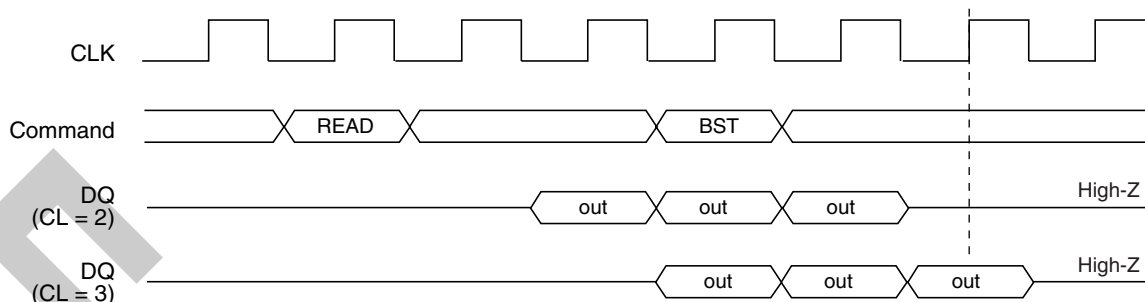 CLK
Command READ BST
DQ
(CL = 2) out out out High-Z
DQ
(CL = 3) out out out High-Z